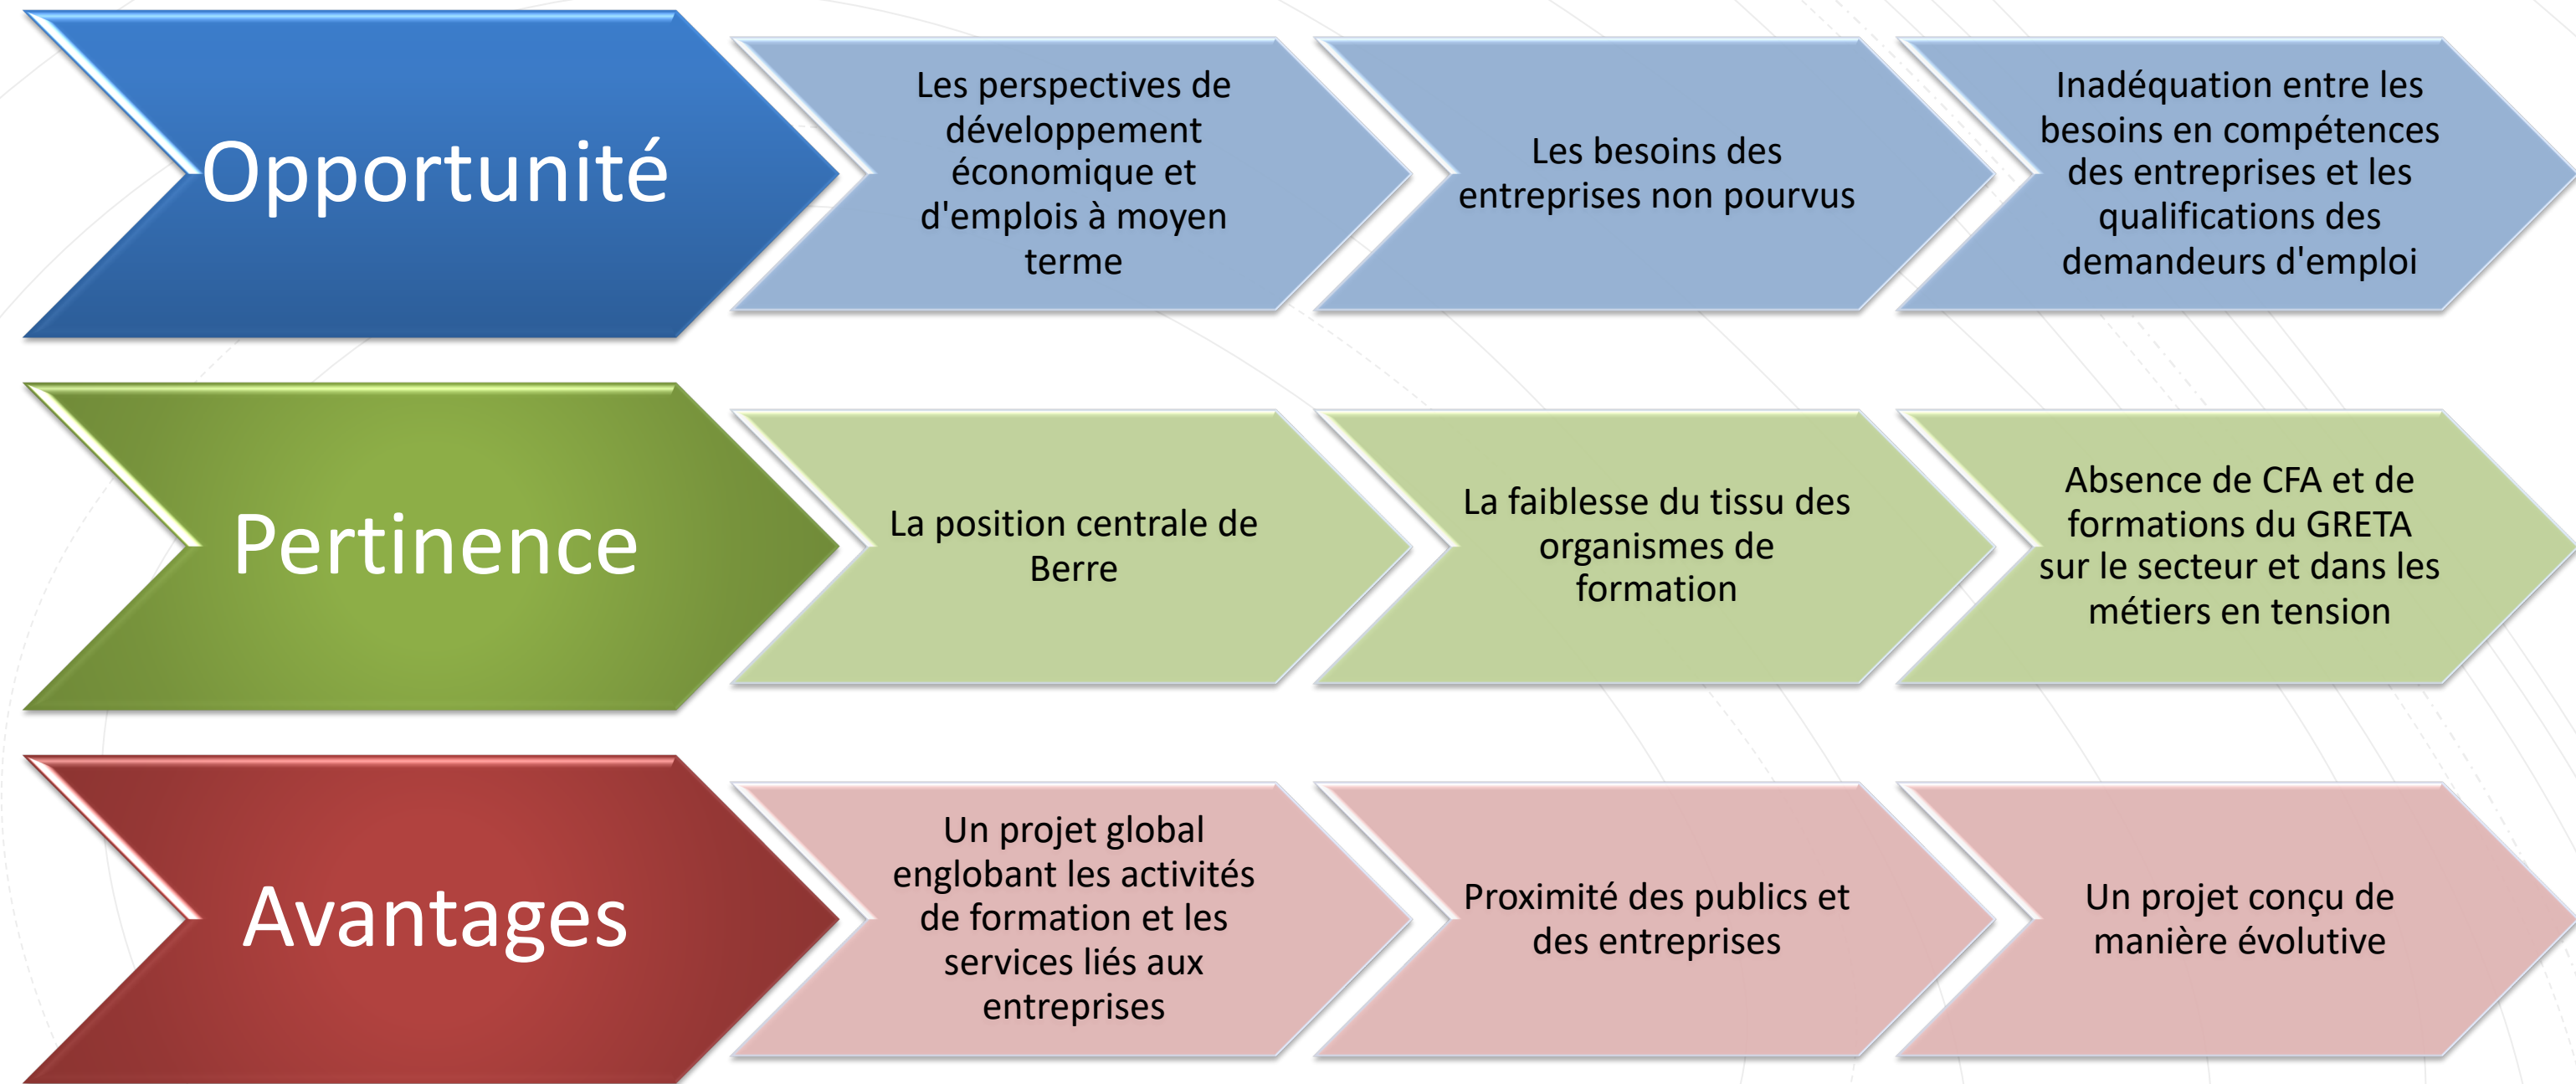 Opportunité
Les perspectives de
développement
économique et
d'emplois à moyen
terme
Les besoins des
entreprises non pourvus
Inadéquation entre les
besoins en compétences
des entreprises et les
qualifications des
demandeurs d'emploi
Pertinence
La position centrale de
Berre
La faiblesse du tissu des
organismes de
formation
Absence de CFA et de
formations du GRETA
sur le secteur et dans les
métiers en tension
Avantages
Un projet global
englobant les activités
de formation et les
services liés aux
entreprises
Proximité des publics et
des entreprises
Un projet conçu de
manière évolutive